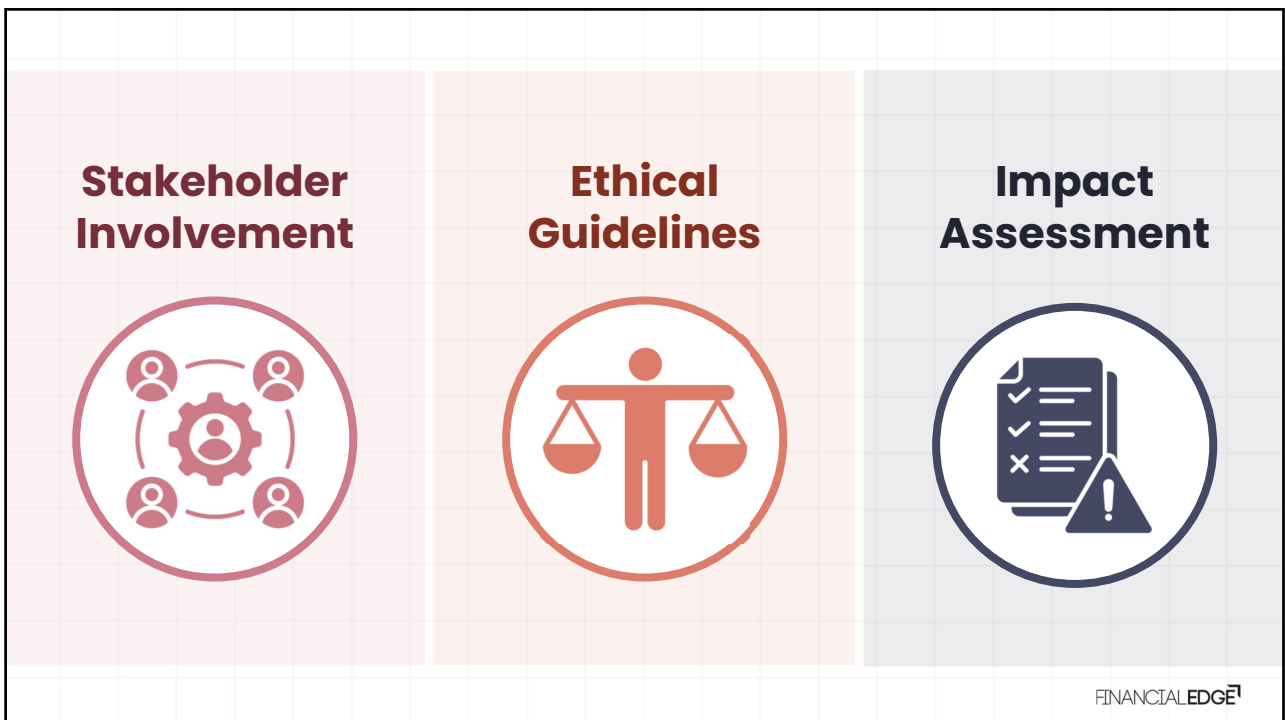 Stakeholder
Involvement
Ethical
Guidelines
Impact
Assessment
FINANCIALEDGE